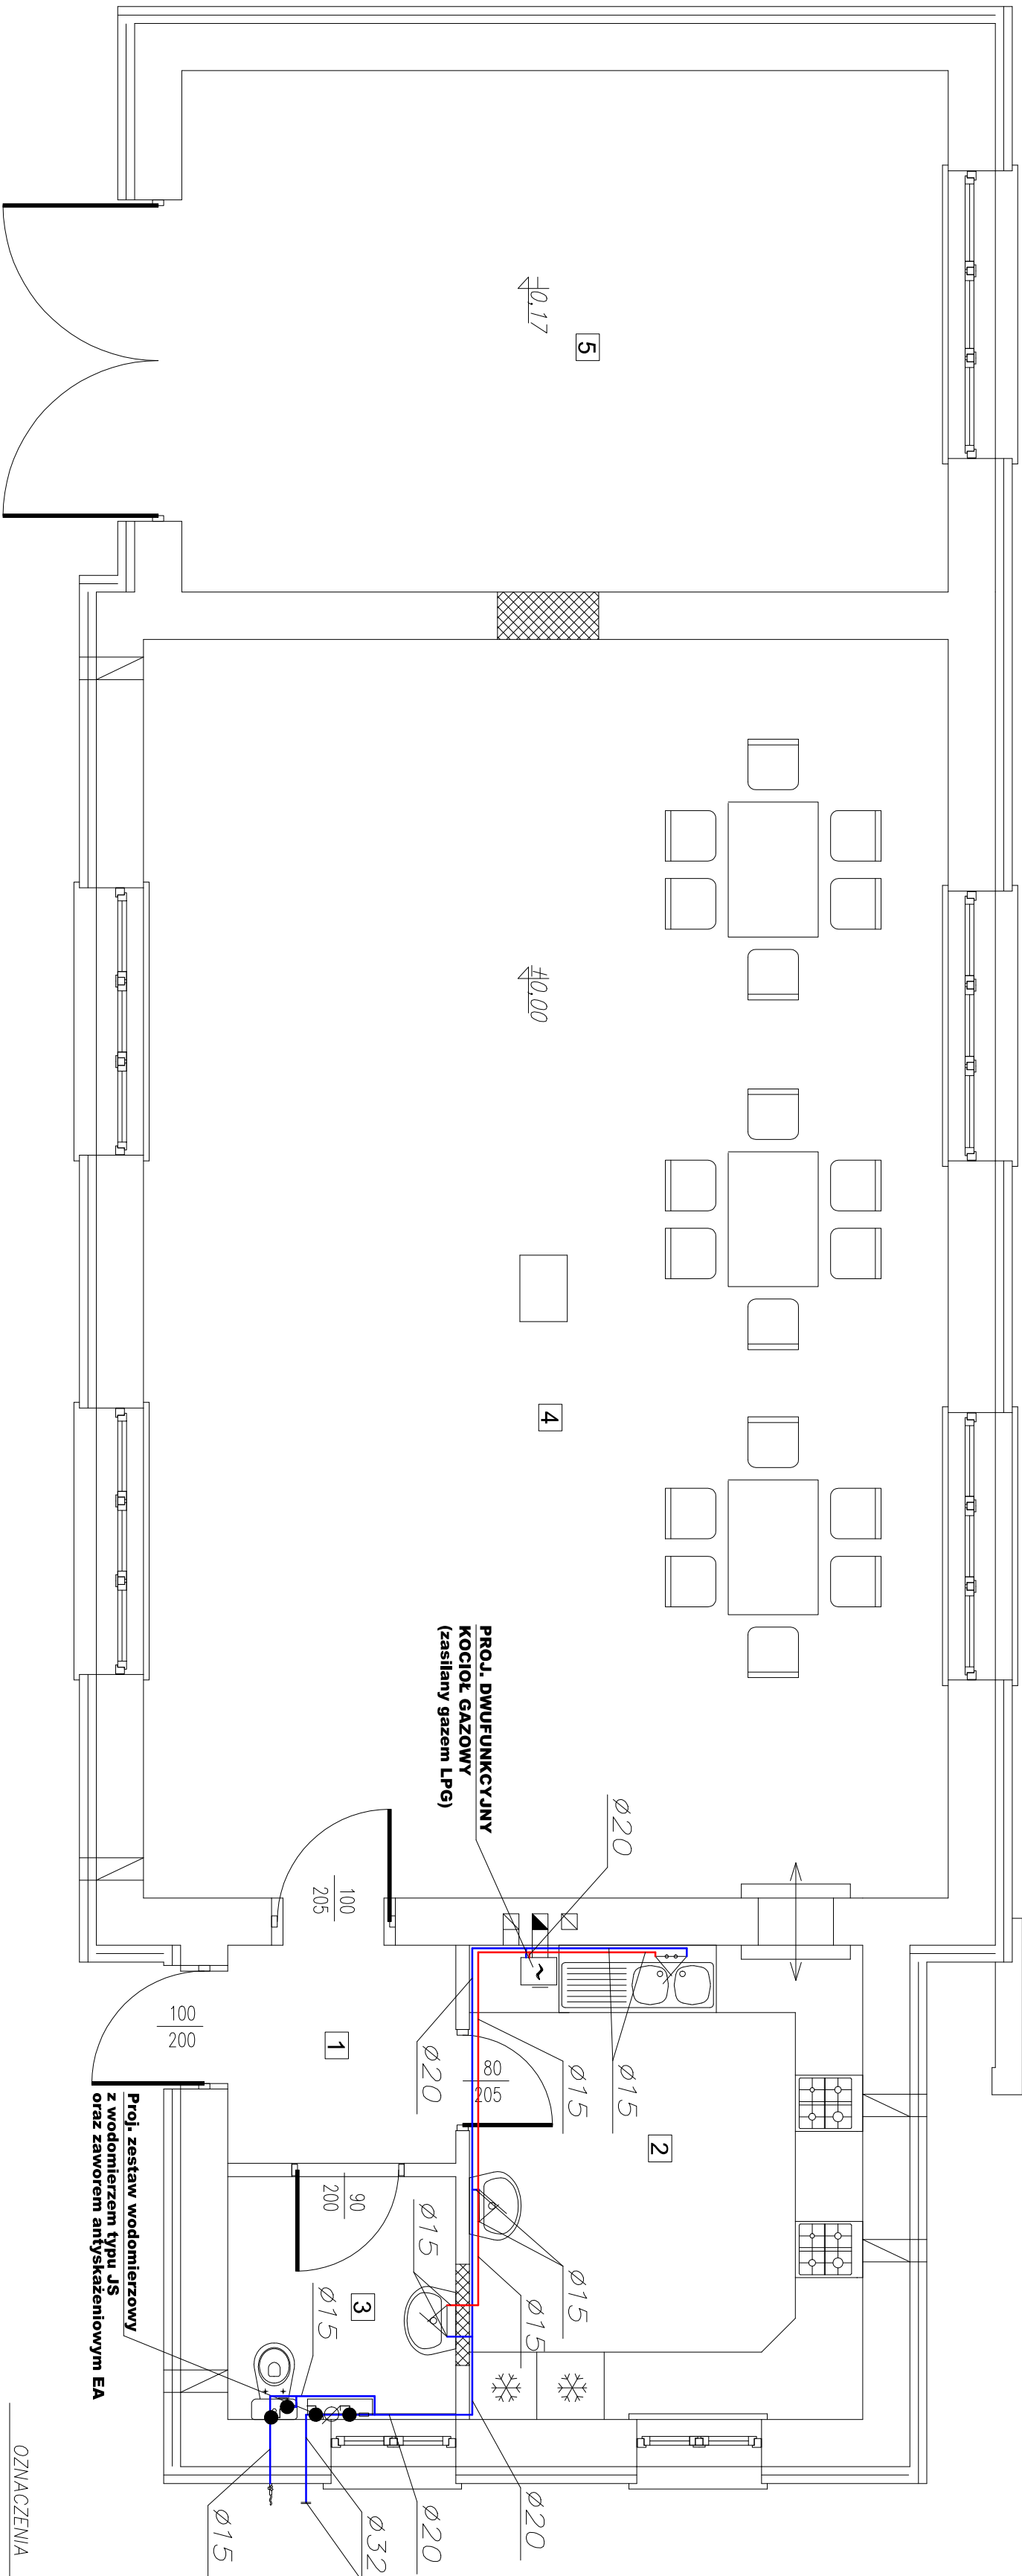 -0,17
5
±0,00
4
PROJ. DWUFUNKCYJNY
KOCIOŁ GAZOWY
(zasilany gazem LPG)
Ø20
100
205
1
100
200
Ø20
80
205
Ø15
Ø15
2
90
200
Ø15
Ø15
Ø15
3
Ø15
Proj. zestaw wodomierzowy
z wodomierzem typu JS
oraz zaworem antyskażeniowym EA
Ø20
Ø20
Ø32
Ø15
OZNACZENIA